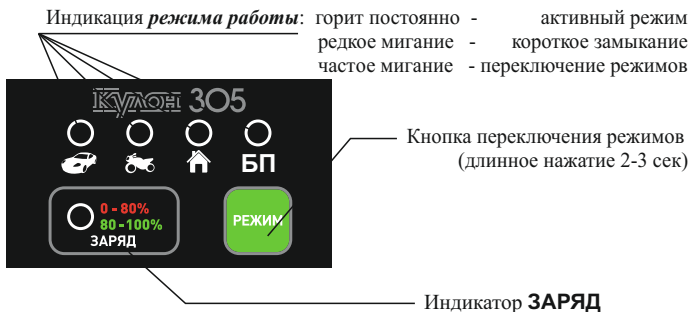 Индикация режима работы: горит постоянно - активный режим
редкое мигание - короткое замыкание
частое мигание - переключение режимов
Кулон 305
БП
Кнопка переключения режимов
(длинное нажатие 2-3 сек)
0 - 80%
80 - 100%
ЗАРЯД
РЕЖИМ
Индикатор ЗАРЯД